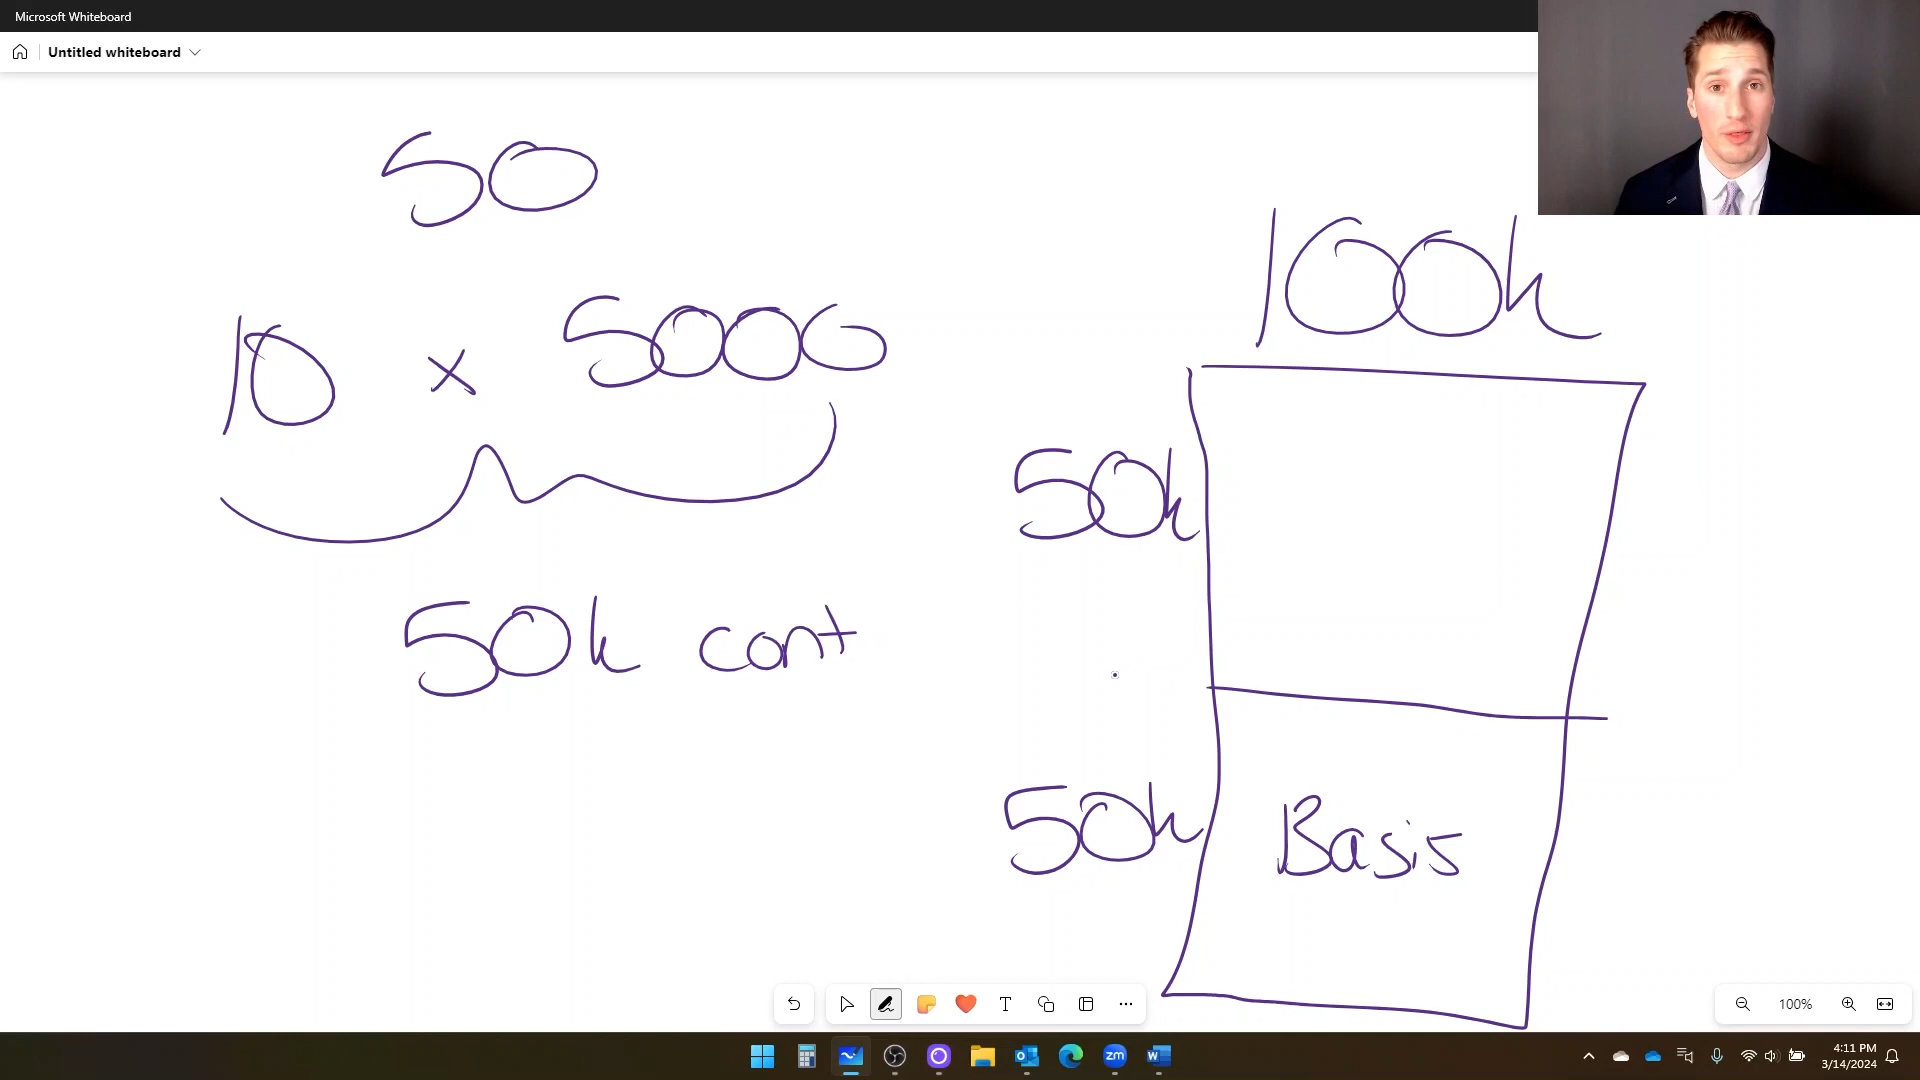 Microsoft Whiteboard
Untitled whiteboard
50
10 x 5000
50k cont
100k
50k
50k Basis
100%
zm
4:11 PM
3/14/2024